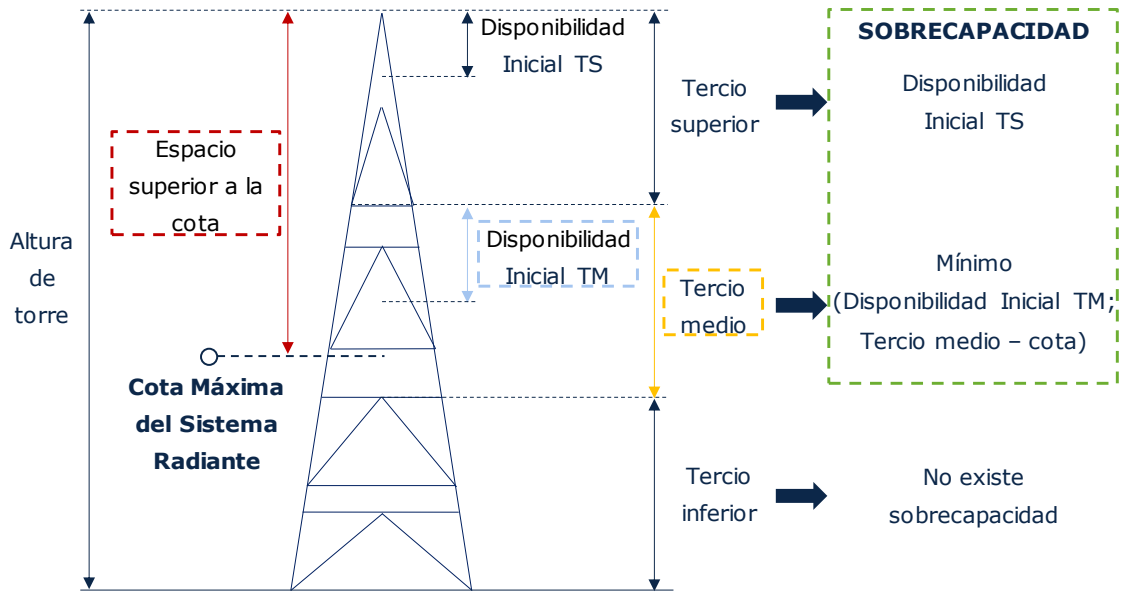 Disponibilidad
Inicial TS
SOBRECAPACIDAD
Disponibilidad
Inicial TS
Tercio
superior
Espacio
superior a la
cota
Altura
de
torre
Disponibilidad
Inicial TM
Tercio
medio
Mínimo
(Disponibilidad Inicial TM;
Tercio medio – cota)
Cota Máxima
del Sistema
Radiante
Tercio
inferior
No existe
sobrecapacidad